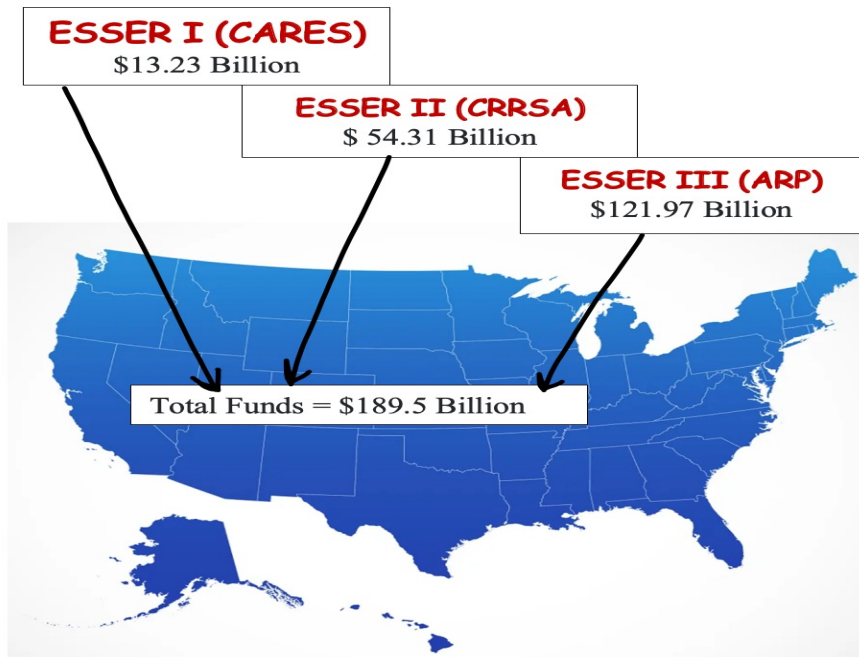 ESSER I (CARES)
$13.23 Billion
ESSER II (CRRSA)
$ 54.31 Billion
ESSER III (ARP)
$121.97 Billion
Total Funds = $189.5 Billion